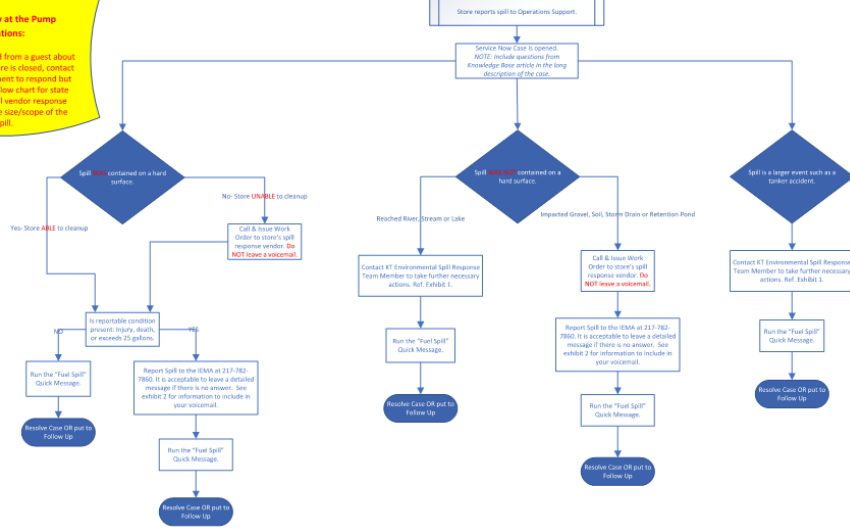 Store reports spill to Operations Support.
at the Pump
d from a guest about
re is closed, contact
ent to respond but
low chart for state
l vendor response
e size/scope of the
pill.
Service Now Case is opened.
NOTE: Include questions from
Knowledge Base article in the long
description of the case.
Spill contained on a hard
surface.
Spill contained on a
hard surface.
Spill is a larger event such as a
tanker accident.
No- Store UNABLE to cleanup
Yes- Store ABLE to cleanup
Reached River, Stream or Lake
Impacted Gravel, Soil, Storm Drain or Retention Pond
Call & Issue Work
Order to store's spill
response vendor. Do
NOT leave a voicemail.
Contact KT Environmental Spill Response
Team Member to take further necessary
actions. Ref. Exhibit 1.
Call & Issue Work
Order to store's spill
response vendor. Do
NOT leave a voicemail.
Contact KT Environmental Spill Response
Team Member to take further necessary
actions. Ref. Exhibit 1.
Is reportable condition
present: Injury, death,
or exceeds 25 gallons.
NO
YES
Run the "Fuel Spill"
Quick Message.
Report Spill to the IEMA at 217-782-
7860. It is acceptable to leave a detailed
message if there is no answer. See
exhibit 2 for information to include in
your voicemail.
Run the "Fuel Spill"
Quick Message.
Report Spill to the IEMA at 217-782-
7860. It is acceptable to leave a detailed
message if there is no answer. See
exhibit 2 for information to include in
your voicemail.
Run the "Fuel Spill"
Quick Message.
Resolve Case OR put to
Follow Up
Run the "Fuel Spill"
Quick Message.
Resolve Case OR put to
Follow Up
Resolve Case OR put to
Follow Up
Run the "Fuel Spill"
Quick Message.
Resolve Case OR put to
Follow Up
Resolve Case OR put to
Follow Up